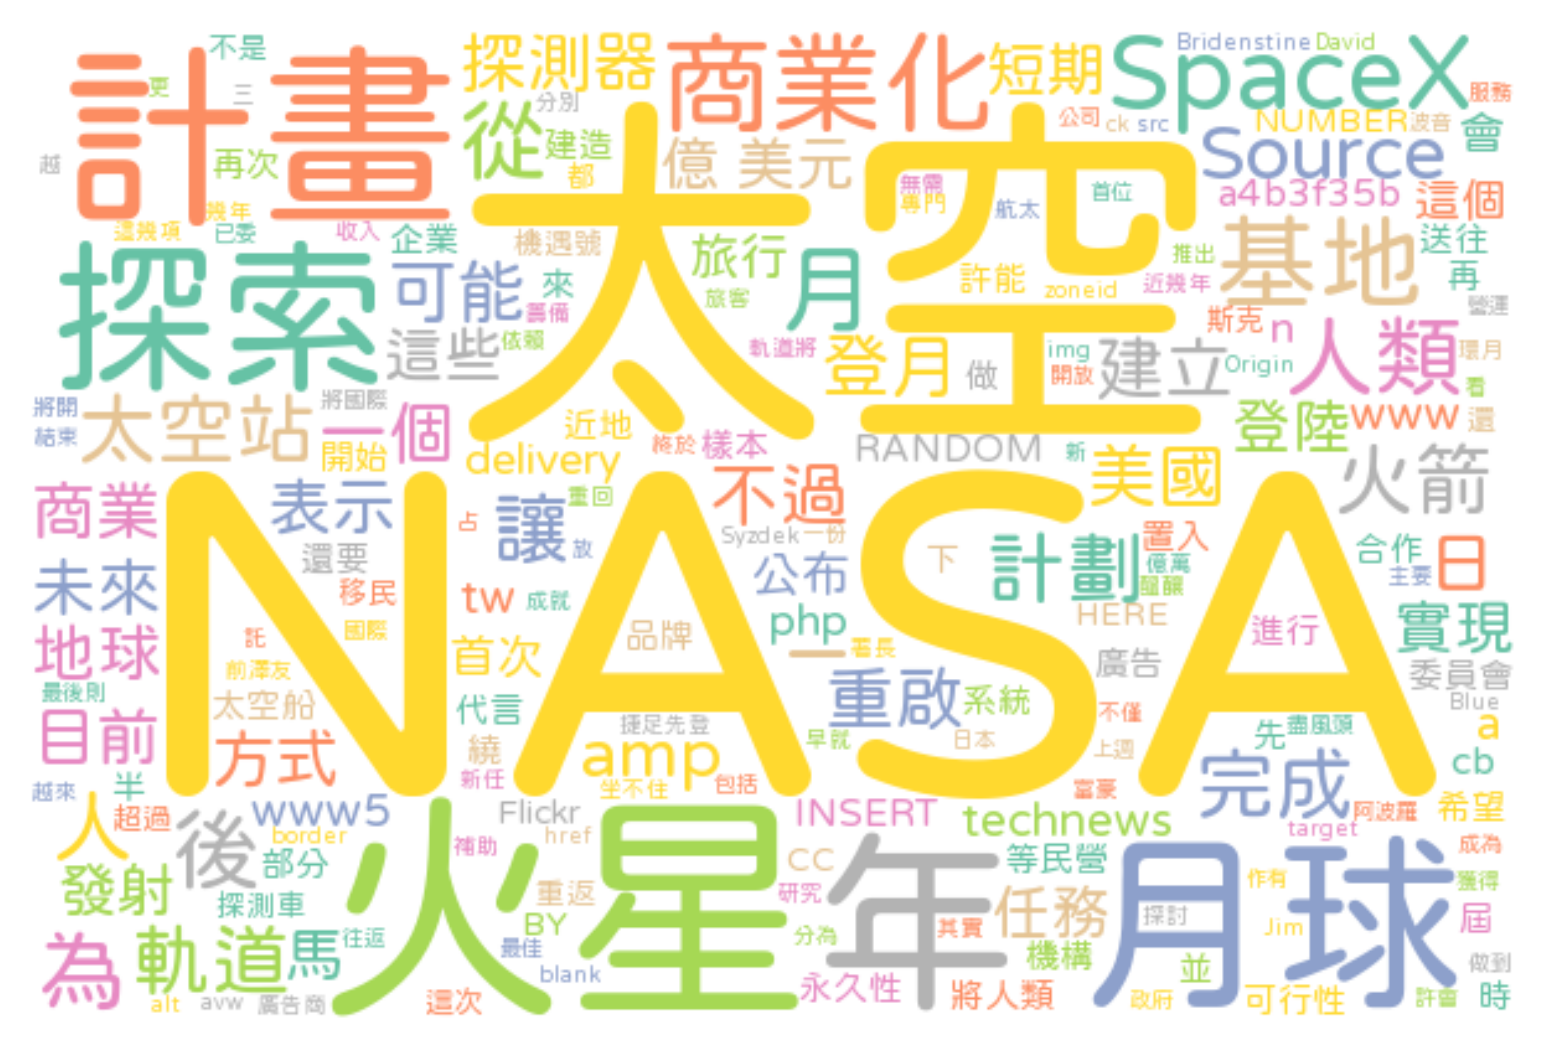 不是
探測器
商業化
短期
SpaceX
Bridenstine
David
計畫
更
三
從
分別
建造
都
億
美元
公司
ck
src
NUMBER
波音
服務
會
Source
越
再次
太空
無需
專門
航太
首位
a4b3f35b
這個
幾年
這幾項
已委
收入
企業
機遇號
旅行
月
推出
基地
送往
再
探索
可能
來
籌備
旅客
許能
zoneid
近幾年
營運
這些
依賴
軌道將
登月
做
img
開放
建立
斯克
n
Origin
人類
環月
看
將開
結束
太空站
將國際
一個
開始
近地
delivery
終於
樣本
RANDOM
新
美國
登陸
www
還
火箭
商業
NASA
表示
還要
占
讓
重回
放
不過
Syzdek
一份
公布
下
計劃
置入
億萬
醞釀
合作
主要
日
未來
移民
tw
成就
php
HERE
進行
實現
地球
託
國際
首次
品牌
一
署長
廣告
委員會
最後則
前澤友
太空船
代言
捷足先登
重啟
系統
不僅
Blue
目前
方式
繞
新任
amp
坐不住
包括
早就
日本
上週
先
盡風頭
a
cb
越來
半
人
超過
後
www5
border
Flickr
href
INSERT
technews
富豪
完成
阿波羅
target
希望
成為
發射
部分
探測車
火星
補助
重返
BY
CC
研究
年
等民營
任務
月球
作有
獲得
探討
Jim
屆
為
軌道
馬
往返
最佳
blank
分為
其實
機構
並
做到
alt
avw
廣告商
這次
永久性
將人類
政府
可行性
許會
時